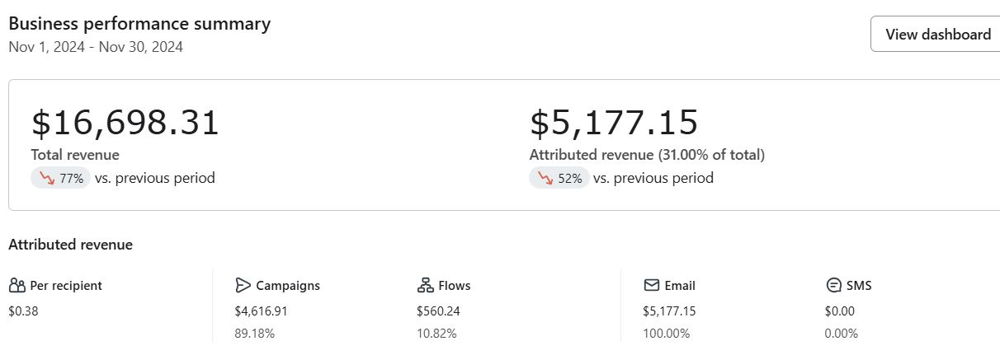 Business performance summary
Nov 1, 2024 - Nov 30, 2024
View dashboard
$16,698.31
Total revenue
77% vs. previous period
$5,177.15
Attributed revenue (31.00% of total)
52% vs. previous period
Attributed revenue
Per recipient
$0.38
Campaigns
$4,616.91
89.18%
Flows
$560.24
10.82%
Email
$5,177.15
100.00%
SMS
$0.00
0.00%